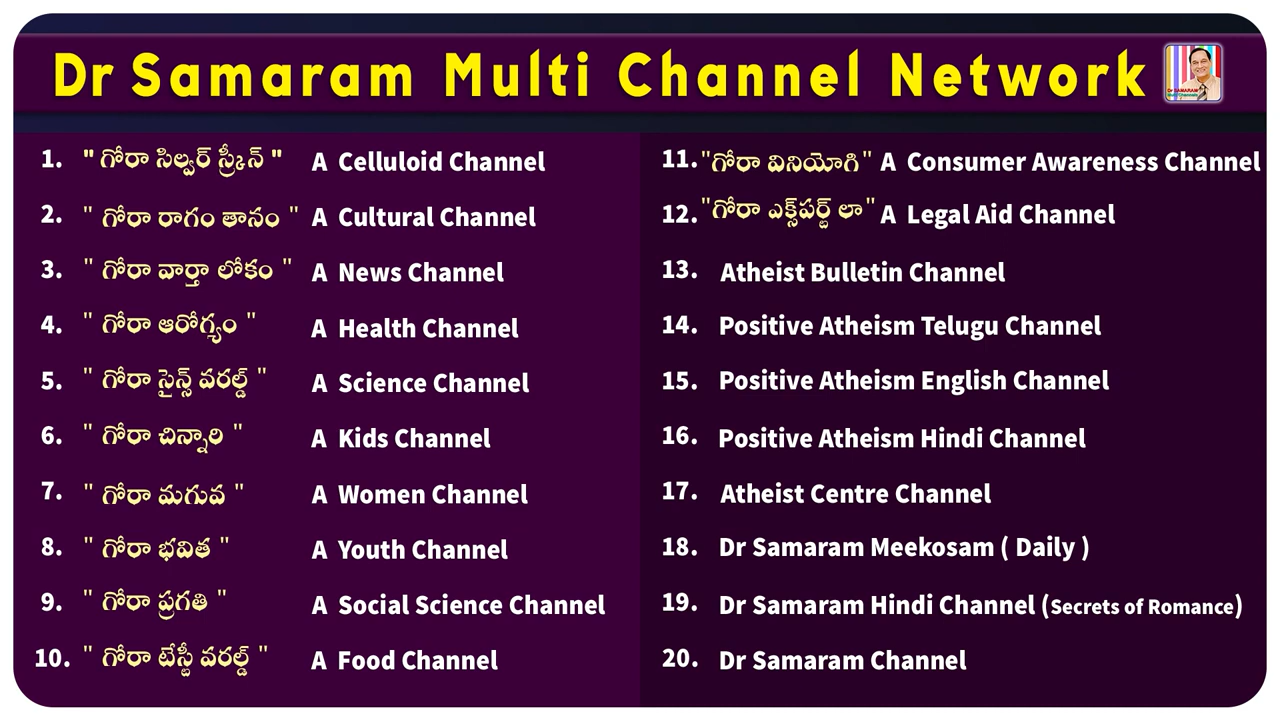 Dr Samaram Multi Channel Network
Dr SAMARAM
1. " గోరా సిల్వర్ స్క్రీన్ " A Celluloid Channel
2. " గోరా రాగం తానం " A Cultural Channel
3. " గోరా వార్తా లోకం " A News Channel
4. " గోరా ఆరోగ్యం " A Health Channel
5. " గోరా సైన్స్ వరల్డ్ " A Science Channel
6. " గోరా చిన్నారి " A Kids Channel
7. " గోరా మగువ " A Women Channel
8. " గోరా భవిత " A Youth Channel
9. " గోరా ప్రగతి " A Social Science Channel
10. " గోరా టేస్టీ వరల్డ్ " A Food Channel
11. "గోరా వినియోగి" A Consumer Awareness Channel
12. "గోరా ఎక్స్‌పర్ట్ లా" A Legal Aid Channel
13. Atheist Bulletin Channel
14. Positive Atheism Telugu Channel
15. Positive Atheism English Channel
16. Positive Atheism Hindi Channel
17. Atheist Centre Channel
18. Dr Samaram Meekosam ( Daily )
19. Dr Samaram Hindi Channel (Secrets of Romance)
20. Dr Samaram Channel